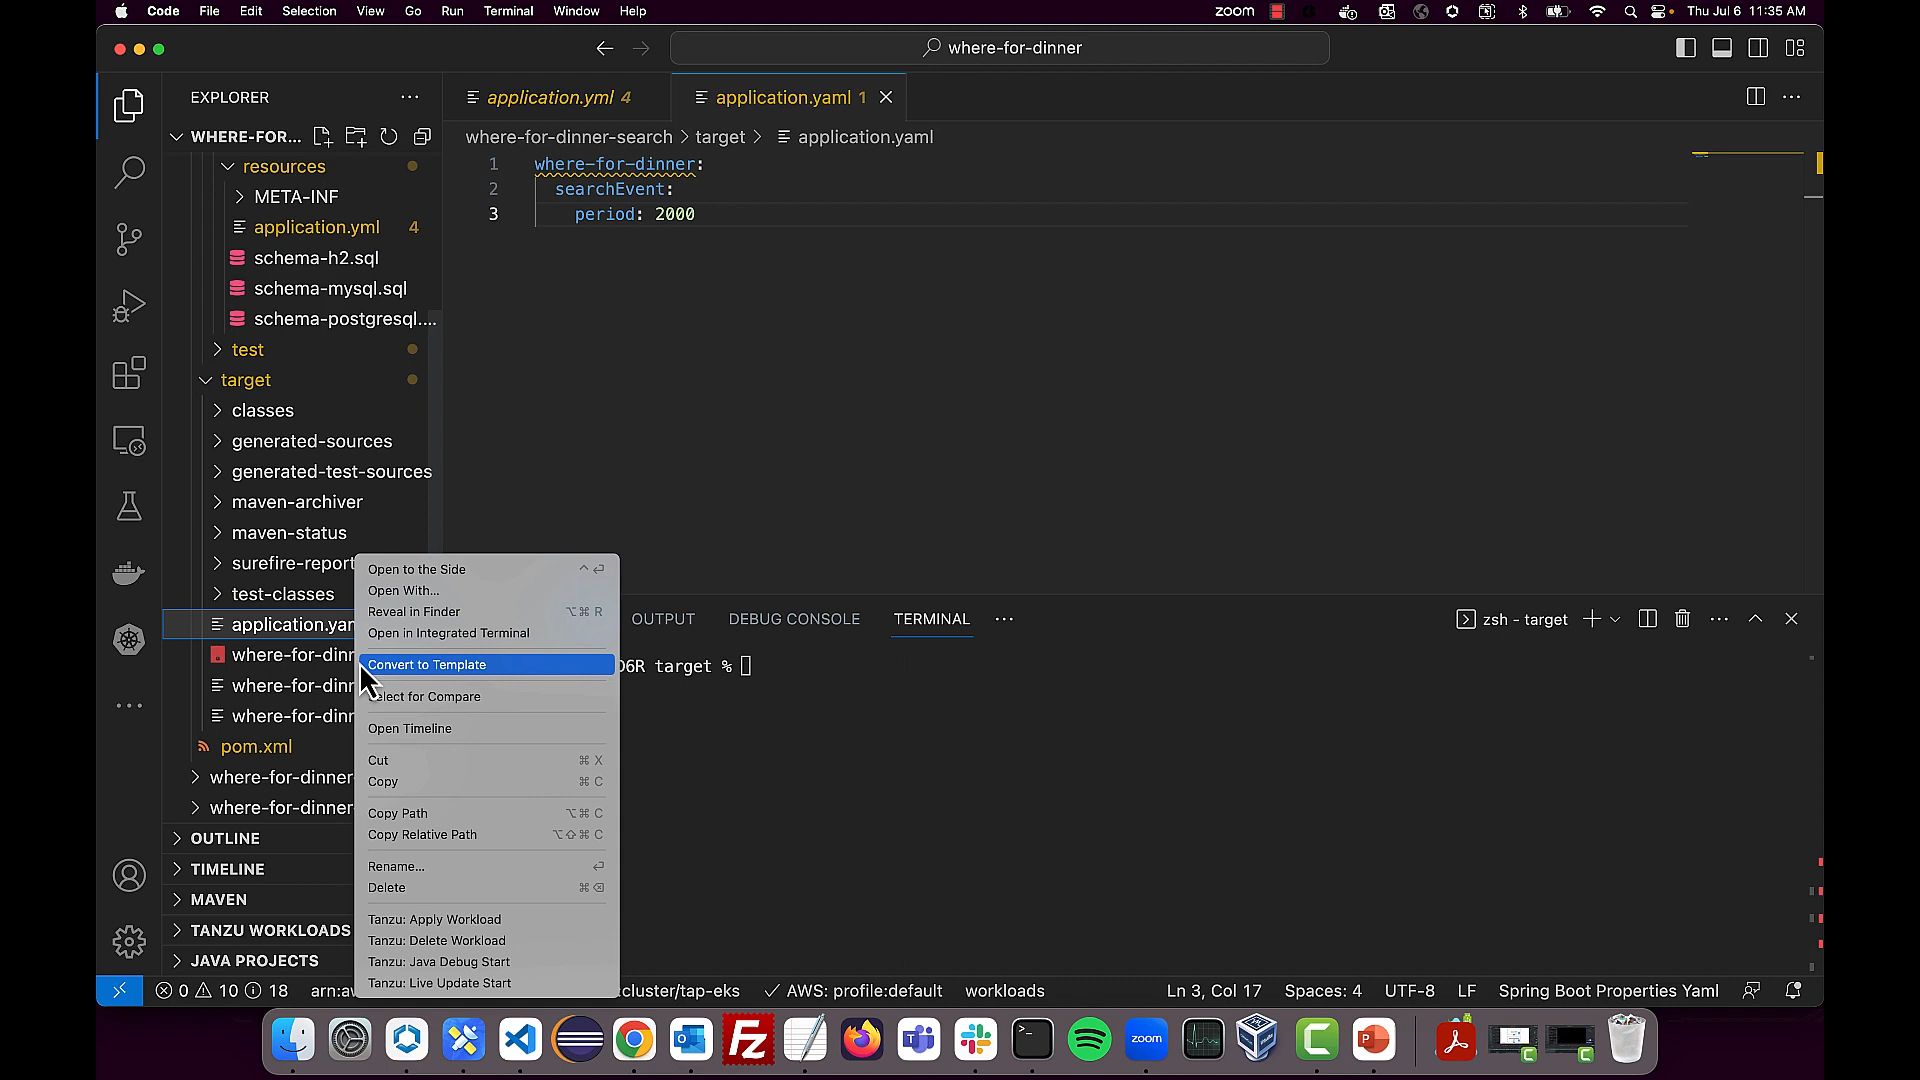 Code File Edit Selection View Go Run Terminal Window Help
zoom Thu Jul 6 11:35 AM
where-for-dinner
EXPLORER
WHERE-FOR...
resources
META-INF
application.yml 4
schema-h2.sql
schema-mysql.sql
schema-postgresql....
test
target
classes
generated-sources
generated-test-sources
maven-archiver
maven-status
surefire-report
test-classes
application.yam
where-for-dinn
where-for-dinn
where-for-dinn
pom.xml
where-for-dinner
where-for-dinner
OUTLINE
TIMELINE
MAVEN
TANZU WORKLOADS
JAVA PROJECTS
application.yml 4
application.yaml 1
where-for-dinner-search > target > application.yaml
1 where-for-dinner:
2 searchEvent:
3 period: 2000
Open to the Side
Open With...
Reveal in Finder ⌥⌘ R
Open in Integrated Terminal
Convert to Template
elect for Compare
Open Timeline
Cut ⌘ X
Copy ⌘ C
Copy Path ⌥⌘ C
Copy Relative Path ⌥⇧⌘ C
Rename...
Delete
Tanzu: Apply Workload
Tanzu: Delete Workload
Tanzu: Java Debug Start
Tanzu: Live Update Start
OUTPUT DEBUG CONSOLE TERMINAL
zsh - target
D6R target %
0 10 18 arn:aw :cluster/tap-eks AWS: profile:default workloads
Ln 3, Col 17 Spaces: 4 UTF-8 LF Spring Boot Properties Yaml
Fz
zoom